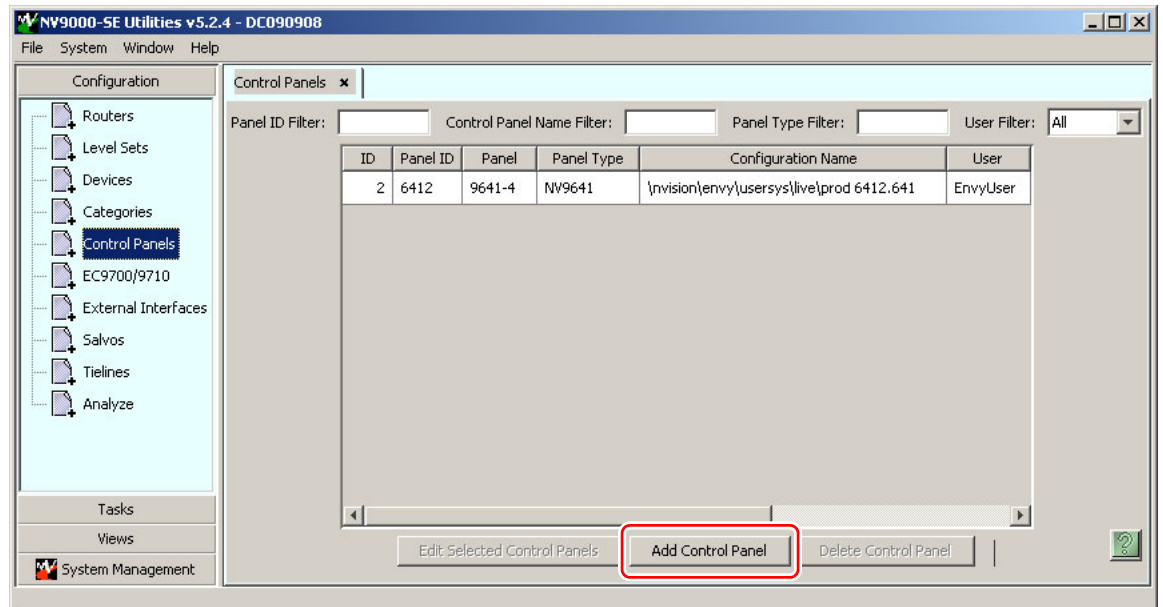 NV9000-SE Utilities v5.2.4 - DC090908
File System Window Help
Configuration
Routers
Level Sets
Devices
Categories
Control Panels
EC9700/9710
External Interfaces
Salvos
Tielines
Analyze
Tasks
Views
System Management
Control Panels
Panel ID Filter: Control Panel Name Filter: Panel Type Filter: User Filter: All
ID Panel ID Panel Panel Type Configuration Name User
2 6412 9641-4 NV9641 \nvision\envy\usersys\live\prod 6412.641 EnvyUser
Edit Selected Control Panels Add Control Panel Delete Control Panel ?